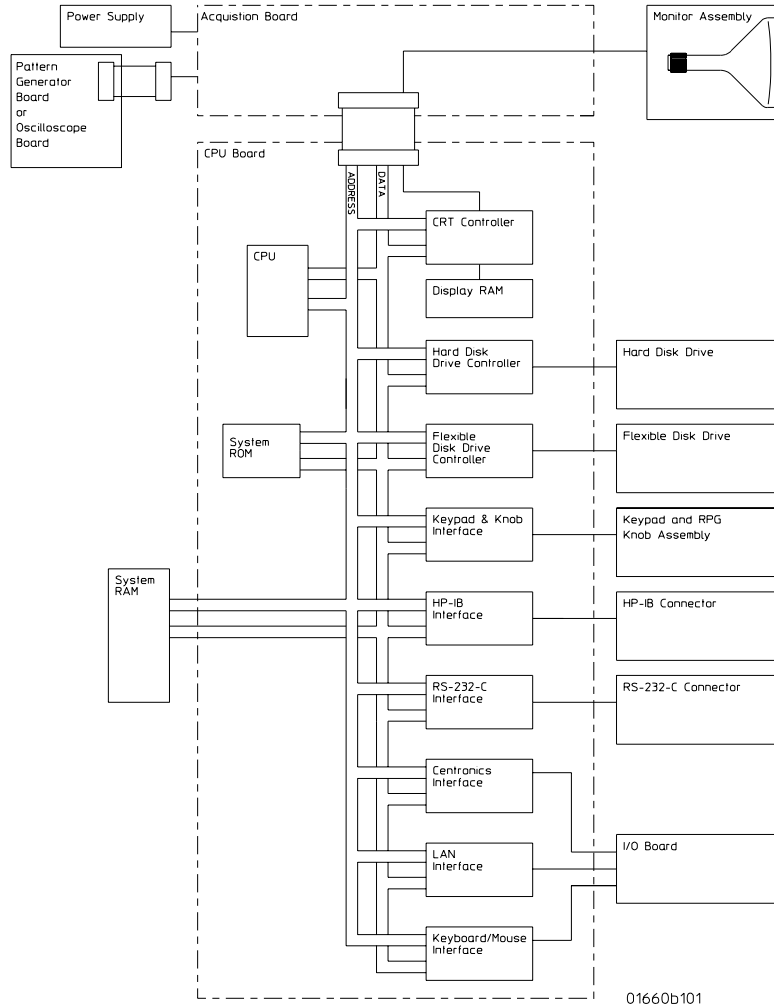 Power Supply
Acquistion Board
Monitor Assembly
Pattern
Generator
Board
or
Oscilloscope
Board
CPU Board
ADDRESS
DATA
CRT Controller
CPU
Display RAM
Hard Disk
Drive Controller
Hard Disk Drive
System
ROM
Flexible
Disk Drive
Controller
Flexible Disk Drive
Keypad & Knob
Interface
Keypad and RPG
Knob Assembly
System
RAM
HP-IB
Interface
HP-IB Connector
RS-232-C
Interface
RS-232-C Connector
Centronics
Interface
I/O Board
LAN
Interface
Keyboard/Mouse
Interface
01660b101